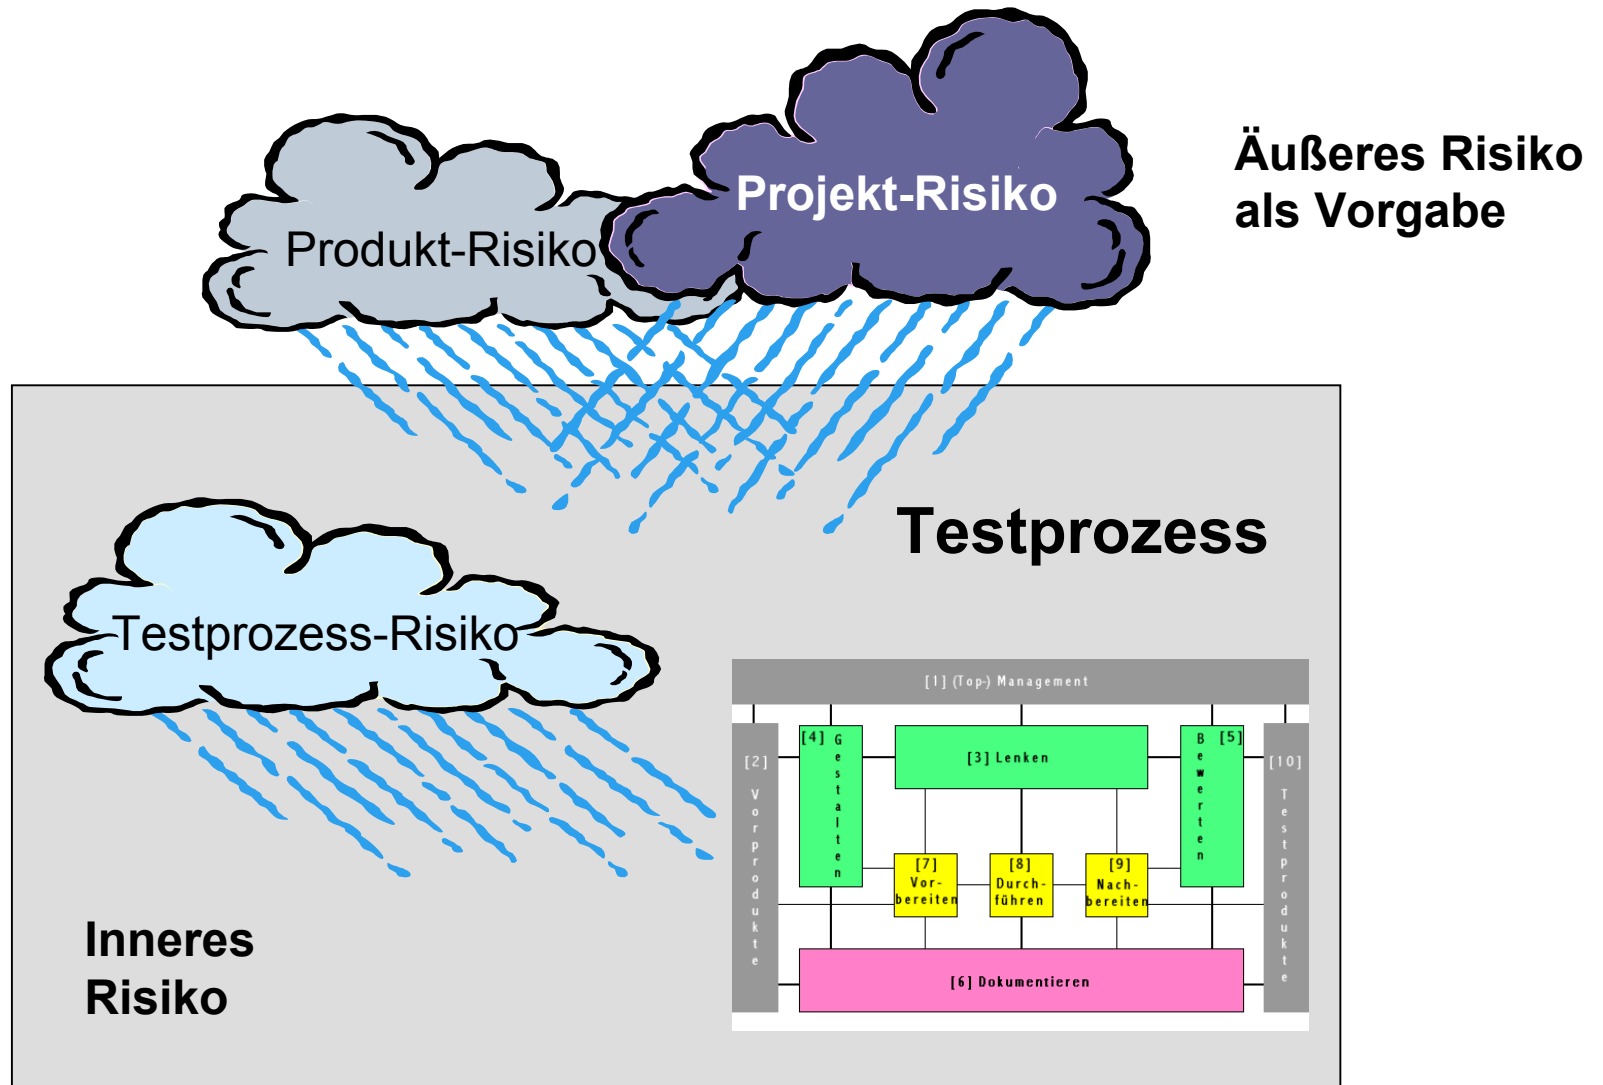 Projekt-Risiko
Äußeres Risiko
als Vorgabe
Produkt-Risiko
Testprozess
Testprozess-Risiko
[1] (Top-) Management
[2] Vorprodukte
[4] Gestalten
[3] Lenken
Bewerten [5]
[10] Testprodukte
[7]
Vor-
bereiten
[8]
Durch-
führen
[9]
Nach-
bereiten
[6] Dokumentieren
Inneres
Risiko